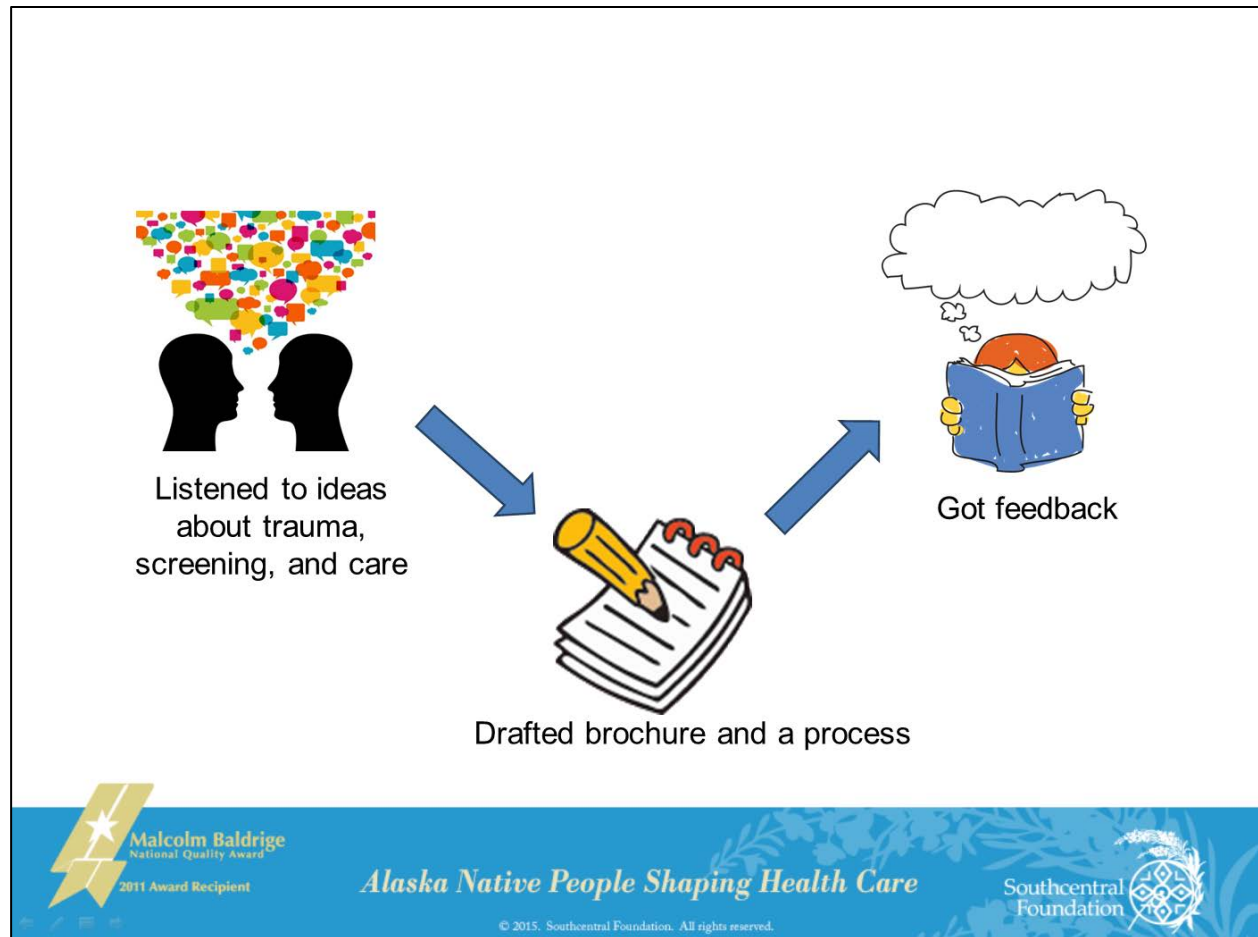 Listened to ideas
about trauma,
screening, and care
Drafted brochure and a process
Got feedback
Malcolm Baldrige
National Quality Award
2011 Award Recipient
Alaska Native People Shaping Health Care
Southcentral
Foundation
© 2015. Southcentral Foundation. All rights reserved.